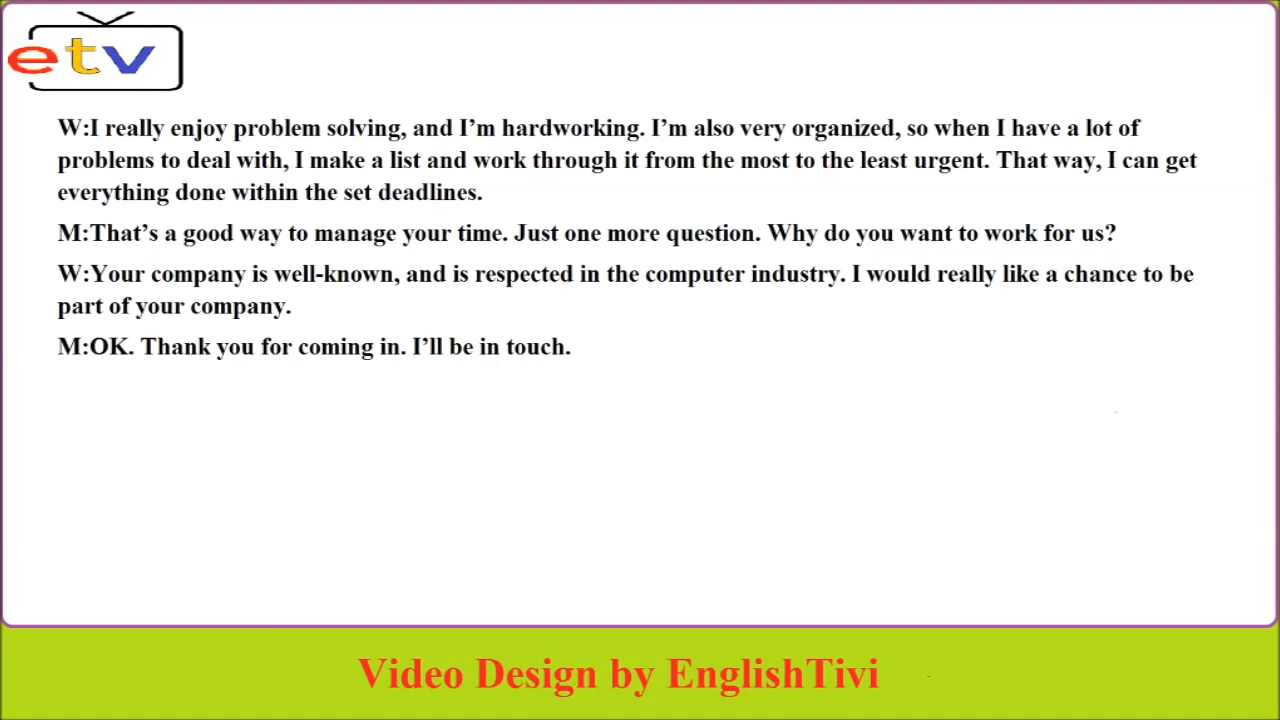 etv
W:I really enjoy problem solving, and I’m hardworking. I’m also very organized, so when I have a lot of
problems to deal with, I make a list and work through it from the most to the least urgent. That way, I can get
everything done within the set deadlines.
M:That’s a good way to manage your time. Just one more question. Why do you want to work for us?
W:Your company is well-known, and is respected in the computer industry. I would really like a chance to be
part of your company.
M:OK. Thank you for coming in. I’ll be in touch.
Video Design by EnglishTivi